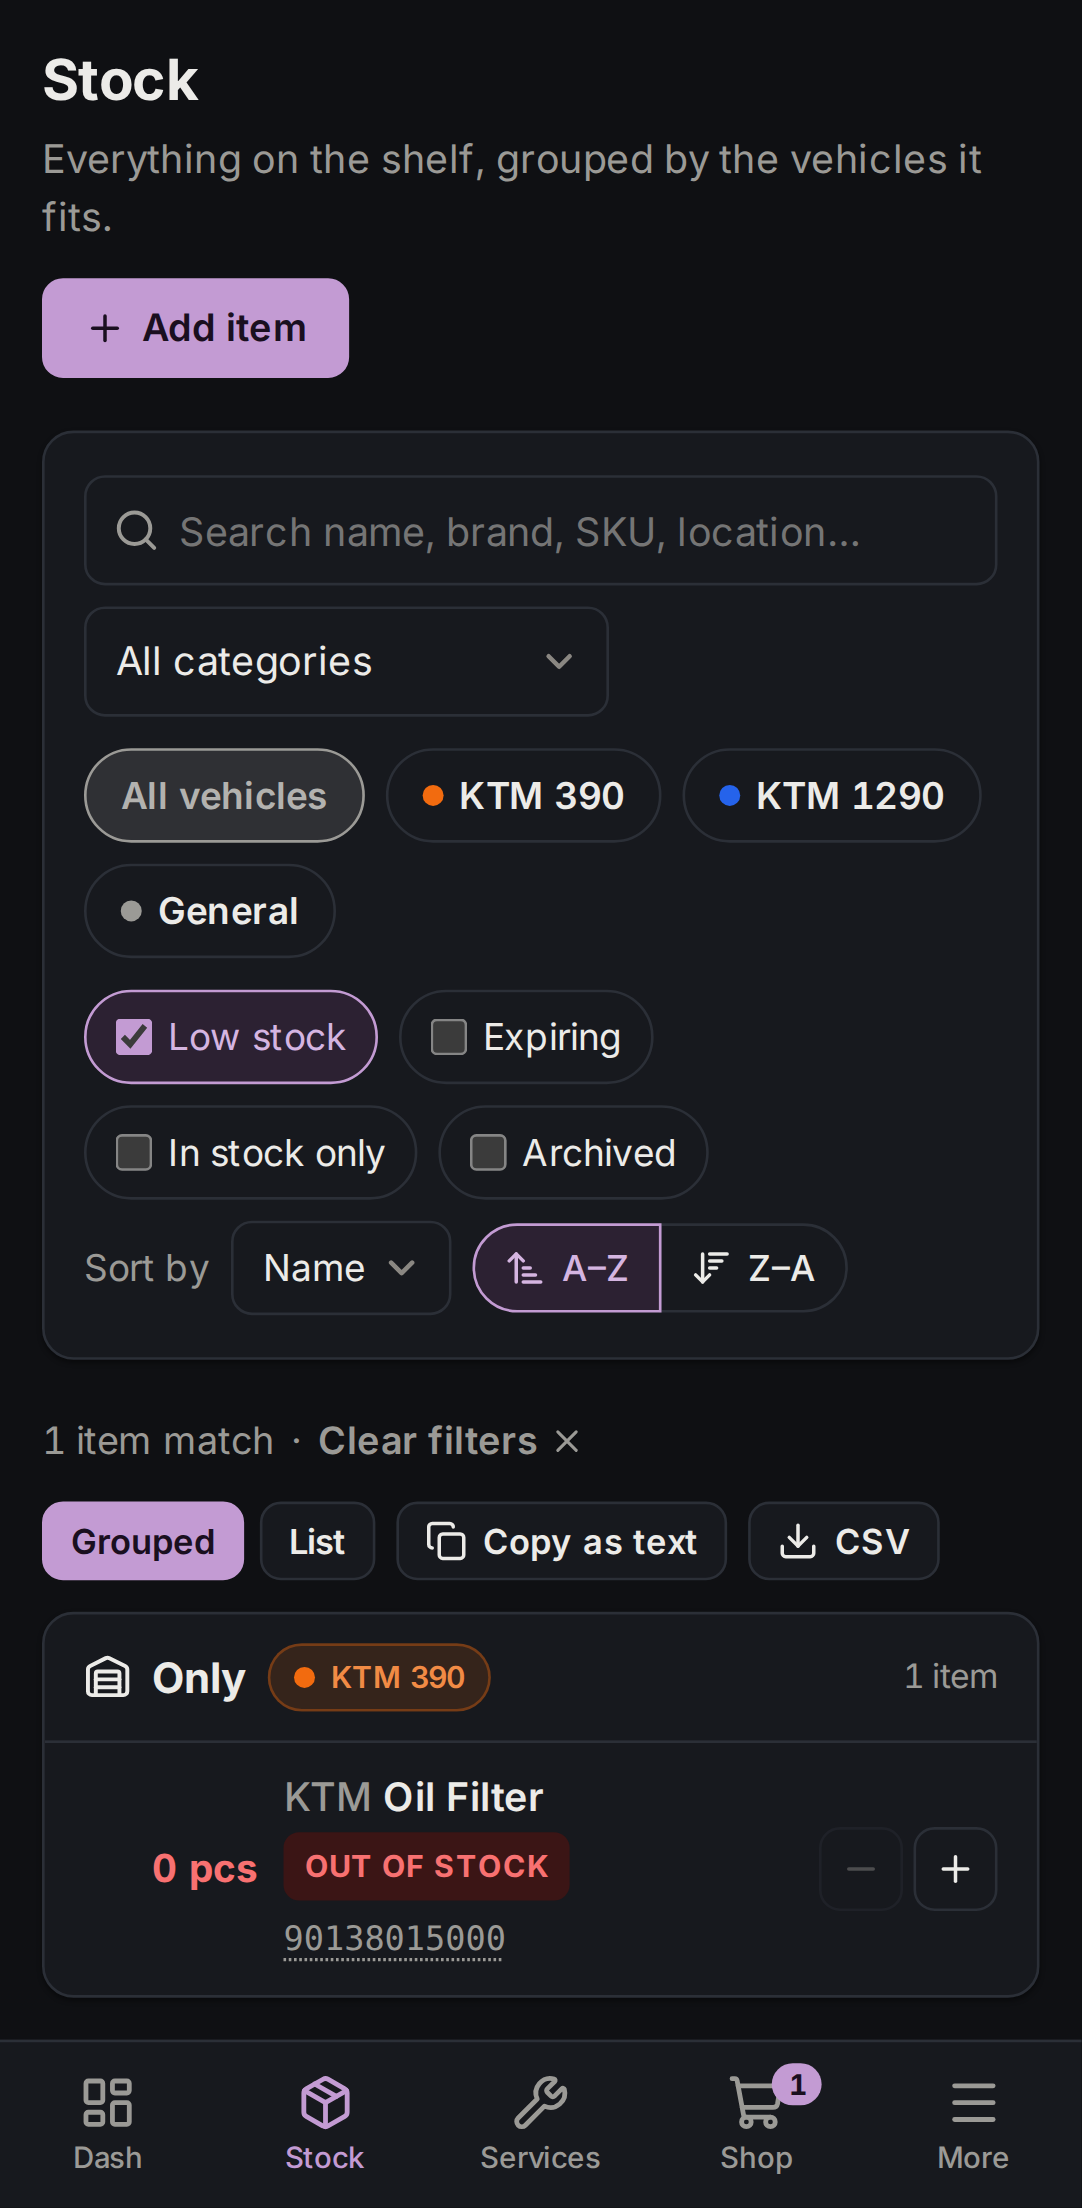 Stock
Everything on the shelf, grouped by the vehicles it
fits.
Add item
Search name, brand, SKU, location...
All categories
All vehicles
KTM 390
KTM 1290
General
Low stock
Expiring
In stock only
Archived
Sort by
Name
A–Z
Z–A
1 item match · Clear filters
Grouped
List
Copy as text
CSV
Only
KTM 390
1 item
KTM Oil Filter
0 pcs
OUT OF STOCK
90138015000
1
Dash
Stock
Services
Shop
More